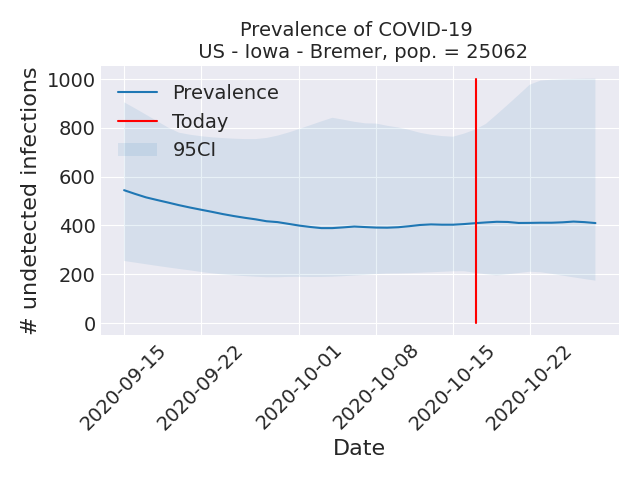 Prevalence of COVID-19
US - Iowa - Bremer, pop. = 25062
# undetected infections
1000
800
600
400
200
0
Prevalence
Today
95CI
2020-09-15
2020-09-22
2020-10-01
2020-10-08
2020-10-15
2020-10-22
Date